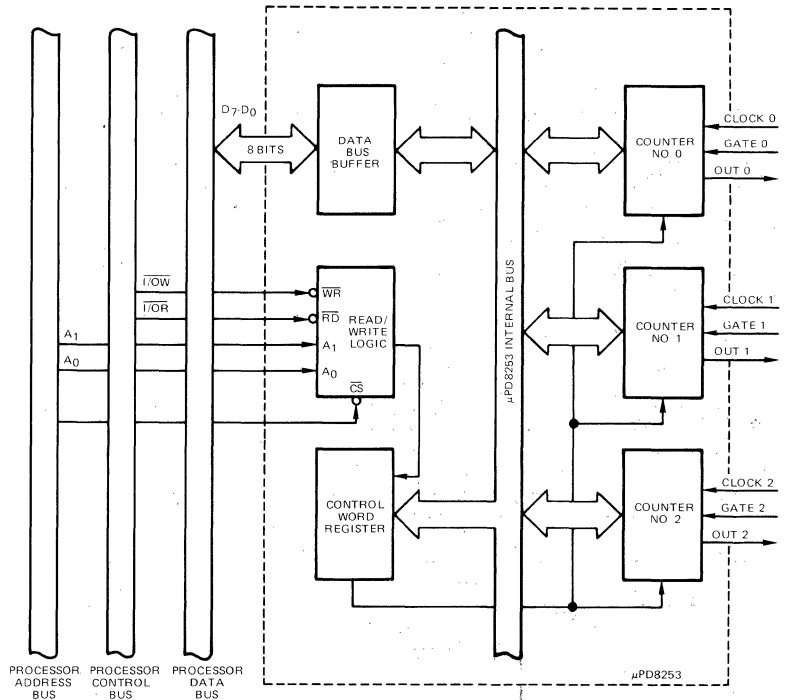 D7-D0
8 BITS
DATA
BUS
BUFFER
COUNTER
NO 0
CLOCK 0
GATE 0
OUT 0
I/OW
I/OR
A1
A0
WR
RD
A1
A0
CS
READ/
WRITE
LOGIC
µPD8253 INTERNAL BUS
COUNTER
NO 1
CLOCK 1
GATE 1
OUT 1
CONTROL
WORD
REGISTER
COUNTER
NO 2
CLOCK 2
GATE 2
OUT 2
PROCESSOR
ADDRESS
BUS
PROCESSOR
CONTROL
BUS
PROCESSOR
DATA
BUS
µPD8253